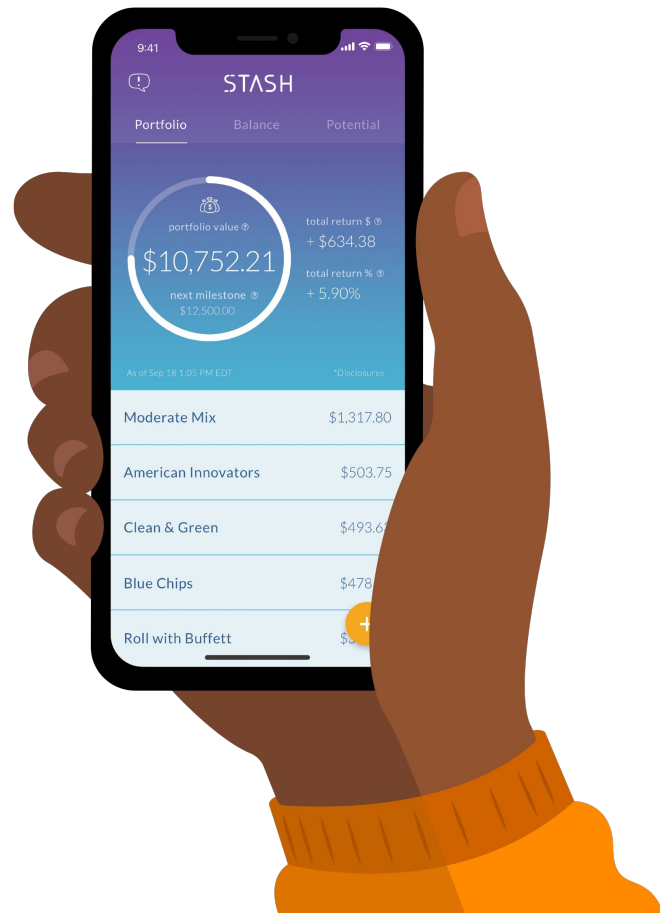 9:41
STASH
Portfolio Balance Potential
portfolio value
$10,752.21
next milestone
$12,500.00
total return $
+ $634.38
total return %
+ 5.90%
As of Sep 18 1:05 PM EDT
*Disclosures
Moderate Mix $1,317.80
American Innovators $503.75
Clean & Green
Blue Chips
Roll with Buffett